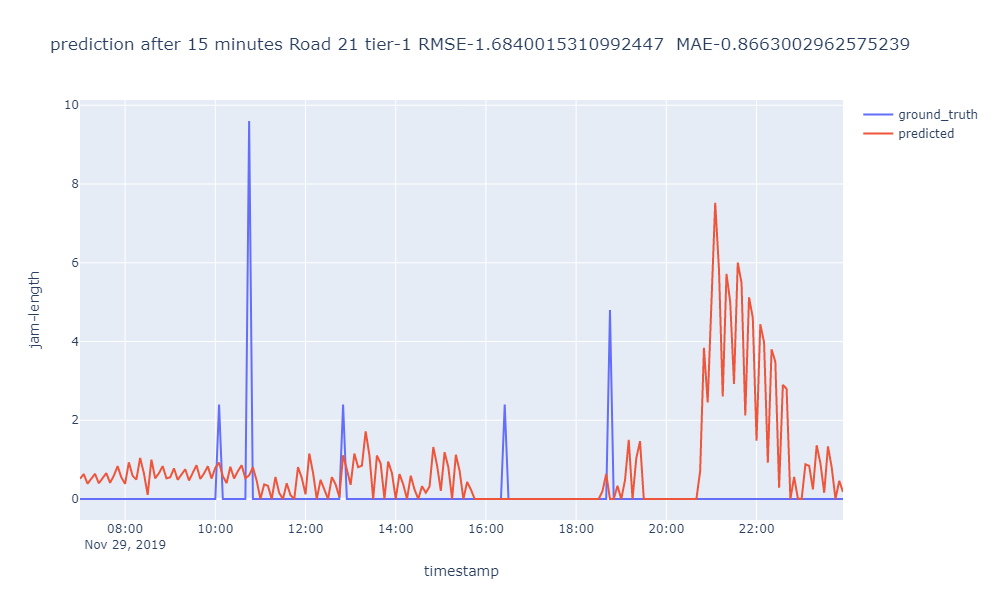 prediction after 15 minutes Road 21 tier-1 RMSE-1.6840015310992447  MAE-0.8663002962575239
ground_truth
predicted
jam-length
10
8
6
4
2
0
08:00 10:00 12:00 14:00 16:00 18:00 20:00 22:00
Nov 29, 2019
timestamp